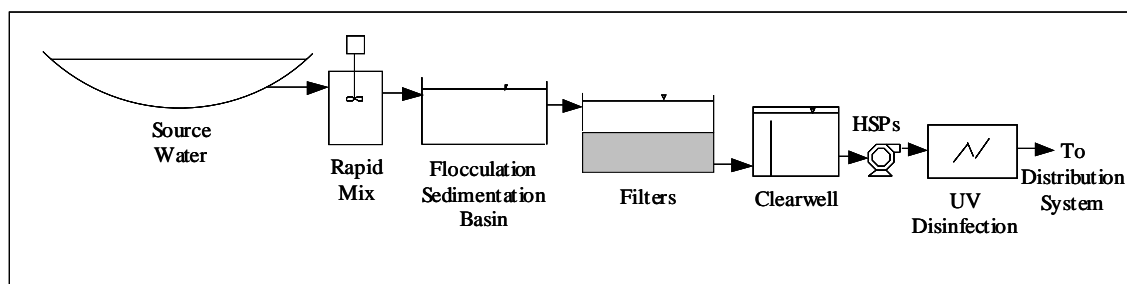 Source
Water
Rapid
Mix
Flocculation
Sedimentation
Basin
Filters
Clearwell
HSPs
UV
Disinfection
To
Distribution
System